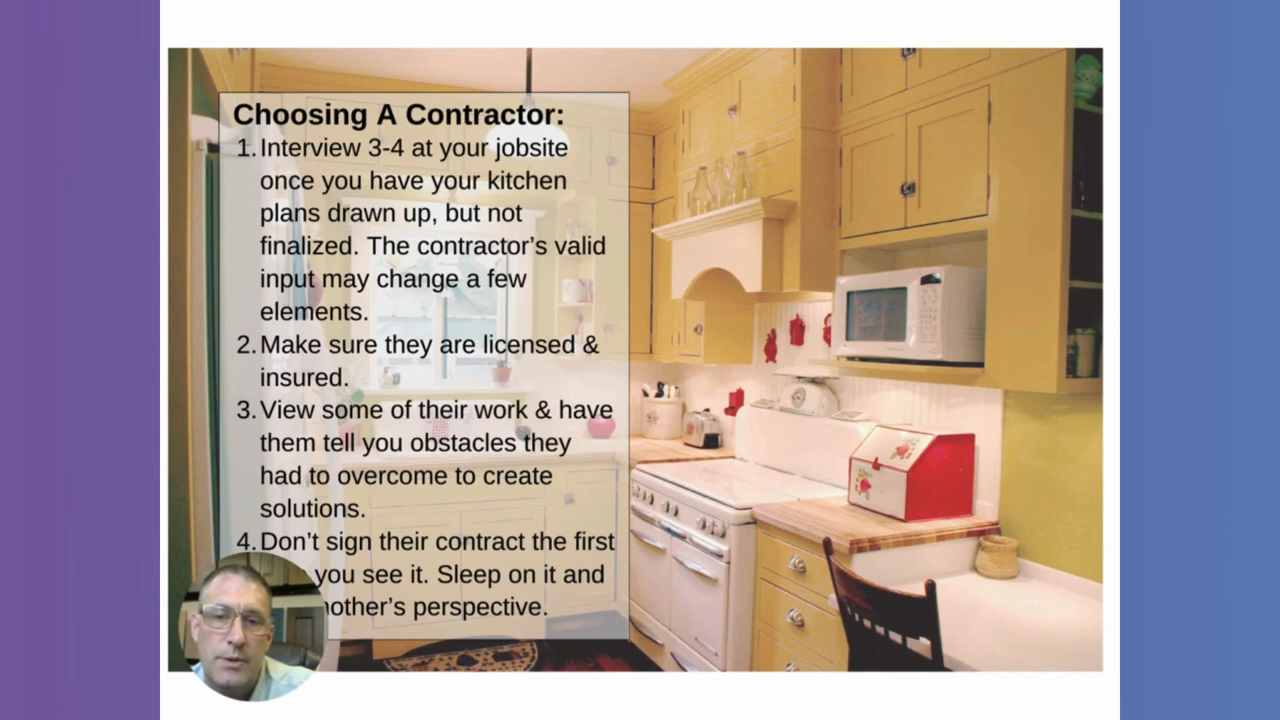 Choosing A Contractor:
1. Interview 3-4 at your jobsite
once you have your kitchen
plans drawn up, but not
finalized. The contractor's valid
input may change a few
elements.
2. Make sure they are licensed &
insured.
3. View some of their work & have
them tell you obstacles they
had to overcome to create
solutions.
4. Don't sign their contract the first
you see it. Sleep on it and
perspective.